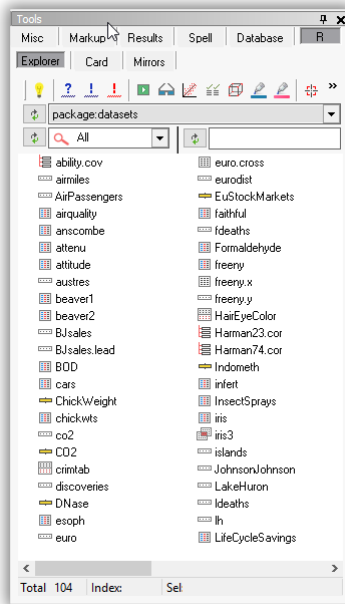 Tools
Misc Markup Results Spell Database R
Explorer Card Mirrors
package:datasets
All
ability.cov
airmiles
AirPassengers
airquality
anscombe
attenu
attitude
austres
beaver1
beaver2
BJsales
BJsales.lead
BOD
cars
ChickWeight
chickwts
co2
CO2
crimtab
discoveries
DNase
esoph
euro
euro.cross
eurodist
EuStockMarkets
faithful
fdeaths
Formaldehyde
freeny
freeny.x
freeny.y
HairEyeColor
Harman23.cor
Harman74.cor
Indometh
infert
InsectSprays
iris
iris3
islands
JohnsonJohnson
LakeHuron
ldeaths
lh
LifeCycleSavings
Total 104 Index: Sel: